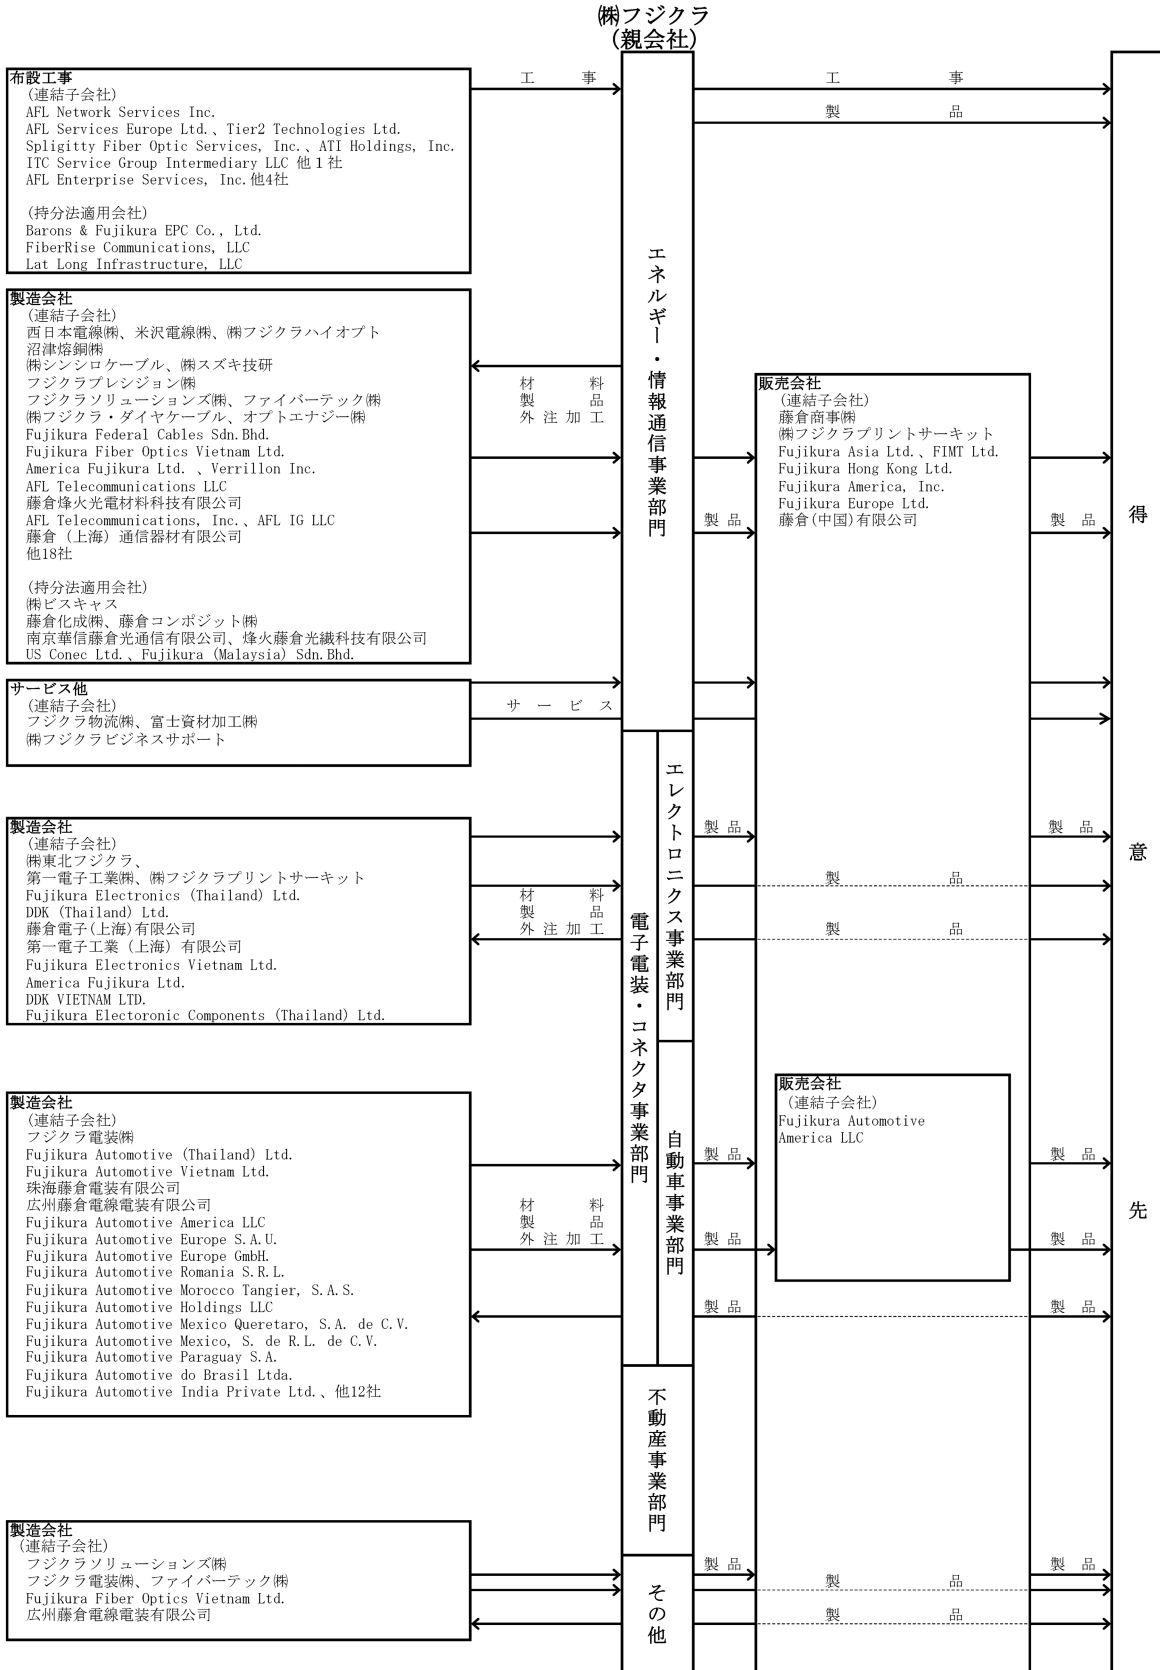 ㈱フジクラ
(親会社)
布設工事
(連結子会社)
AFL Network Services Inc.
AFL Services Europe Ltd.、Tier2 Technologies Ltd.
Spligitty Fiber Optic Services, Inc.、ATI Holdings, Inc.
ITC Service Group Intermediary LLC 他１社
AFL Enterprise Services, Inc.他4社
(持分法適用会社)
Barons & Fujikura EPC Co., Ltd.
FiberRise Communications, LLC
Lat Long Infrastructure, LLC
工　事
工　事
製　品
製造会社
(連結子会社)
西日本電線㈱、米沢電線㈱、㈱フジクラハイオプト
沼津熔銅㈱
㈱シンシロケーブル、㈱スズキ技研
フジクラプレシジョン㈱
フジクラソリューションズ㈱、ファイバーテック㈱
㈱フジクラ・ダイヤケーブル、オプトエナジー㈱
Fujikura Federal Cables Sdn.Bhd.
Fujikura Fiber Optics Vietnam Ltd.
America Fujikura Ltd. 、Verrillon Inc.
AFL Telecommunications LLC
藤倉烽火光電材料科技有限公司
AFL Telecommunications, Inc.、AFL IG LLC
藤倉（上海）通信器材有限公司
他18社
(持分法適用会社)
㈱ビスキャス
藤倉化成㈱、藤倉コンポジット㈱
南京華信藤倉光通信有限公司、烽火藤倉光繊科技有限公司
US Conec Ltd.、Fujikura (Malaysia) Sdn.Bhd.
材　料
製　品
外注加工
エネルギー・情報通信事業部門
製品
販売会社
(連結子会社)
藤倉商事㈱
㈱フジクラプリントサーキット
Fujikura Asia Ltd.、FIMT Ltd.
Fujikura Hong Kong Ltd.
Fujikura America, Inc.
Fujikura Europe Ltd.
藤倉(中国)有限公司
製品
得意先
サービス他
(連結子会社)
フジクラ物流㈱、富士資材加工㈱
㈱フジクラビジネスサポート
サービス
製造会社
(連結子会社)
㈱東北フジクラ、
第一電子工業㈱、㈱フジクラプリントサーキット
Fujikura Electronics (Thailand) Ltd.
DDK (Thailand) Ltd.
藤倉電子(上海)有限公司
第一電子工業（上海）有限公司
Fujikura Electronics Vietnam Ltd.
America Fujikura Ltd.
DDK VIETNAM LTD.
Fujikura Electoronic Components (Thailand) Ltd.
材　料
製　品
外注加工
電子電装・コネクタ事業部門
エレクトロニクス事業部門
製品
製品
製　品
製　品
製造会社
(連結子会社)
フジクラ電装㈱
Fujikura Automotive (Thailand) Ltd.
Fujikura Automotive Vietnam Ltd.
珠海藤倉電装有限公司
広州藤倉電線電装有限公司
Fujikura Automotive America LLC
Fujikura Automotive Europe S.A.U.
Fujikura Automotive Europe GmbH.
Fujikura Automotive Romania S.R.L.
Fujikura Automotive Morocco Tangier, S.A.S.
Fujikura Automotive Holdings LLC
Fujikura Automotive Mexico Queretaro, S.A. de C.V.
Fujikura Automotive Mexico, S. de R.L. de C.V.
Fujikura Automotive Paraguay S.A.
Fujikura Automotive do Brasil Ltda.
Fujikura Automotive India Private Ltd.、他12社
材　料
製　品
外注加工
自動車事業部門
製品
製品
製品
販売会社
(連結子会社)
Fujikura Automotive
America LLC
製品
製品
製品
不動産事業部門
製造会社
(連結子会社)
フジクラソリューションズ㈱
フジクラ電装㈱、ファイバーテック㈱
Fujikura Fiber Optics Vietnam Ltd.
広州藤倉電線電装有限公司
その他
製品
製品
製　品
製　品